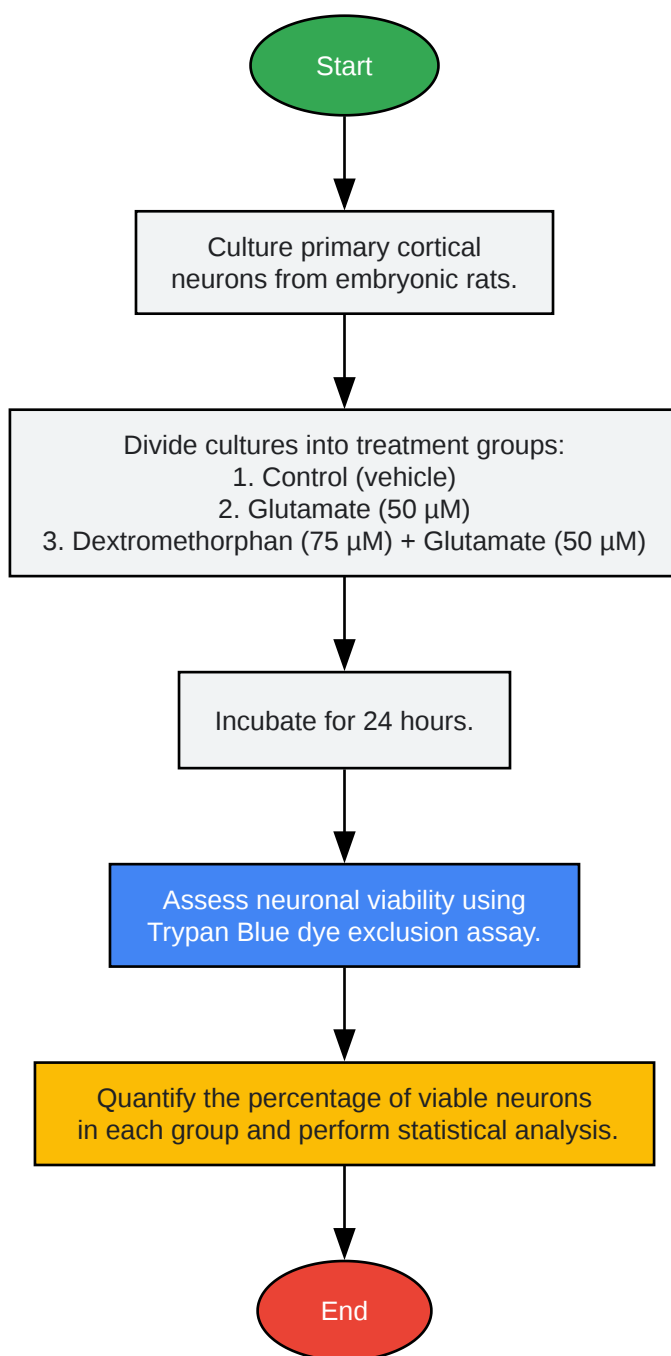 Start
Culture primary cortical
neurons from embryonic rats.
Divide cultures into treatment groups:
1. Control (vehicle)
2. Glutamate (50 µM)
3. Dextromethorphan (75 µM) + Glutamate (50 µM)
Incubate for 24 hours.
Assess neuronal viability using
Trypan Blue dye exclusion assay.
Quantify the percentage of viable neurons
in each group and perform statistical analysis.
End